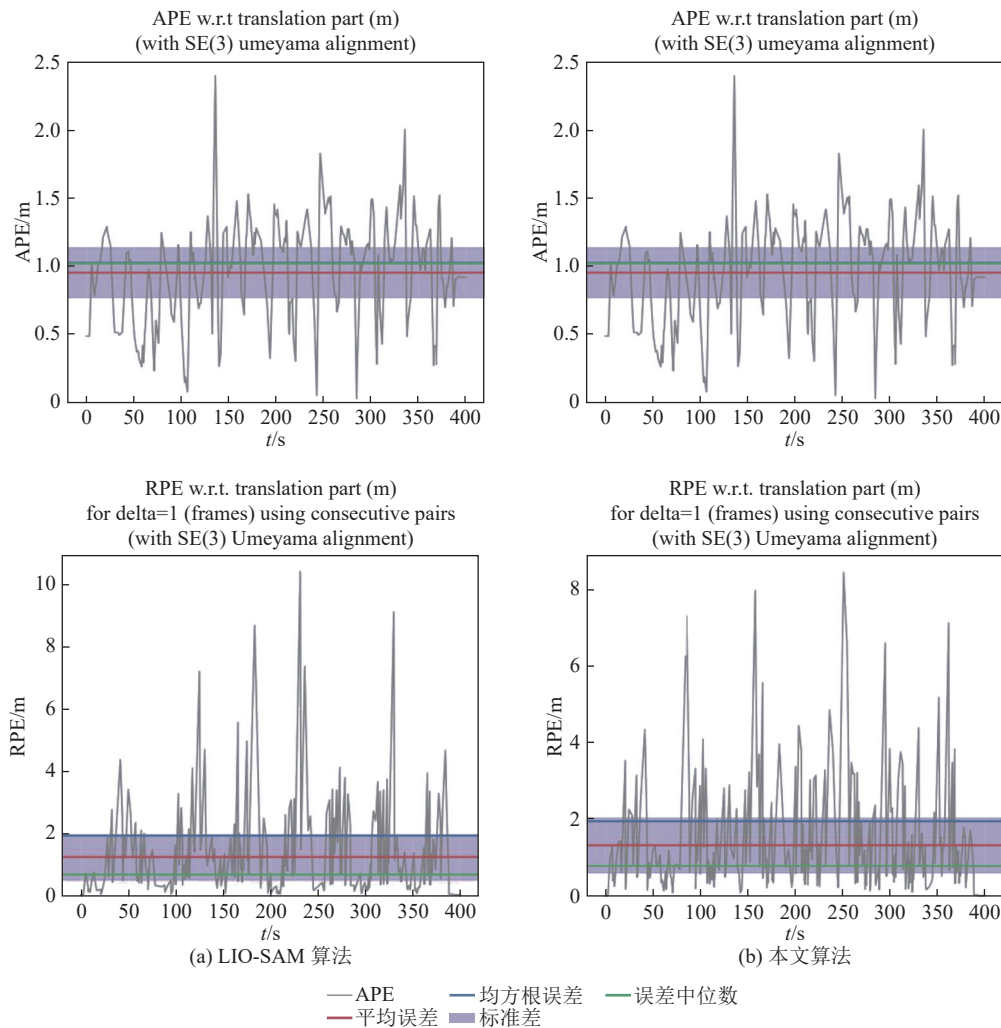 APE w.r.t translation part (m)
(with SE(3) umeyama alignment)
2.5
2.0
1.5
1.0
0.5
0
APE/m
0 50 100 150 200 250 300 350 400
t/s
APE w.r.t translation part (m)
(with SE(3) umeyama alignment)
2.5
2.0
1.5
1.0
0.5
0
APE/m
0 50 100 150 200 250 300 350 400
t/s
RPE w.r.t. translation part (m)
for delta=1 (frames) using consecutive pairs
(with SE(3) Umeyama alignment)
10
8
6
4
2
0
RPE/m
0 50 100 150 200 250 300 350 400
t/s
(a) LIO-SAM 算法
RPE w.r.t. translation part (m)
for delta=1 (frames) using consecutive pairs
(with SE(3) Umeyama alignment)
8
6
4
2
0
RPE/m
0 50 100 150 200 250 300 350 400
t/s
(b) 本文算法
APE 均方根误差 误差中位数
平均误差 标准差